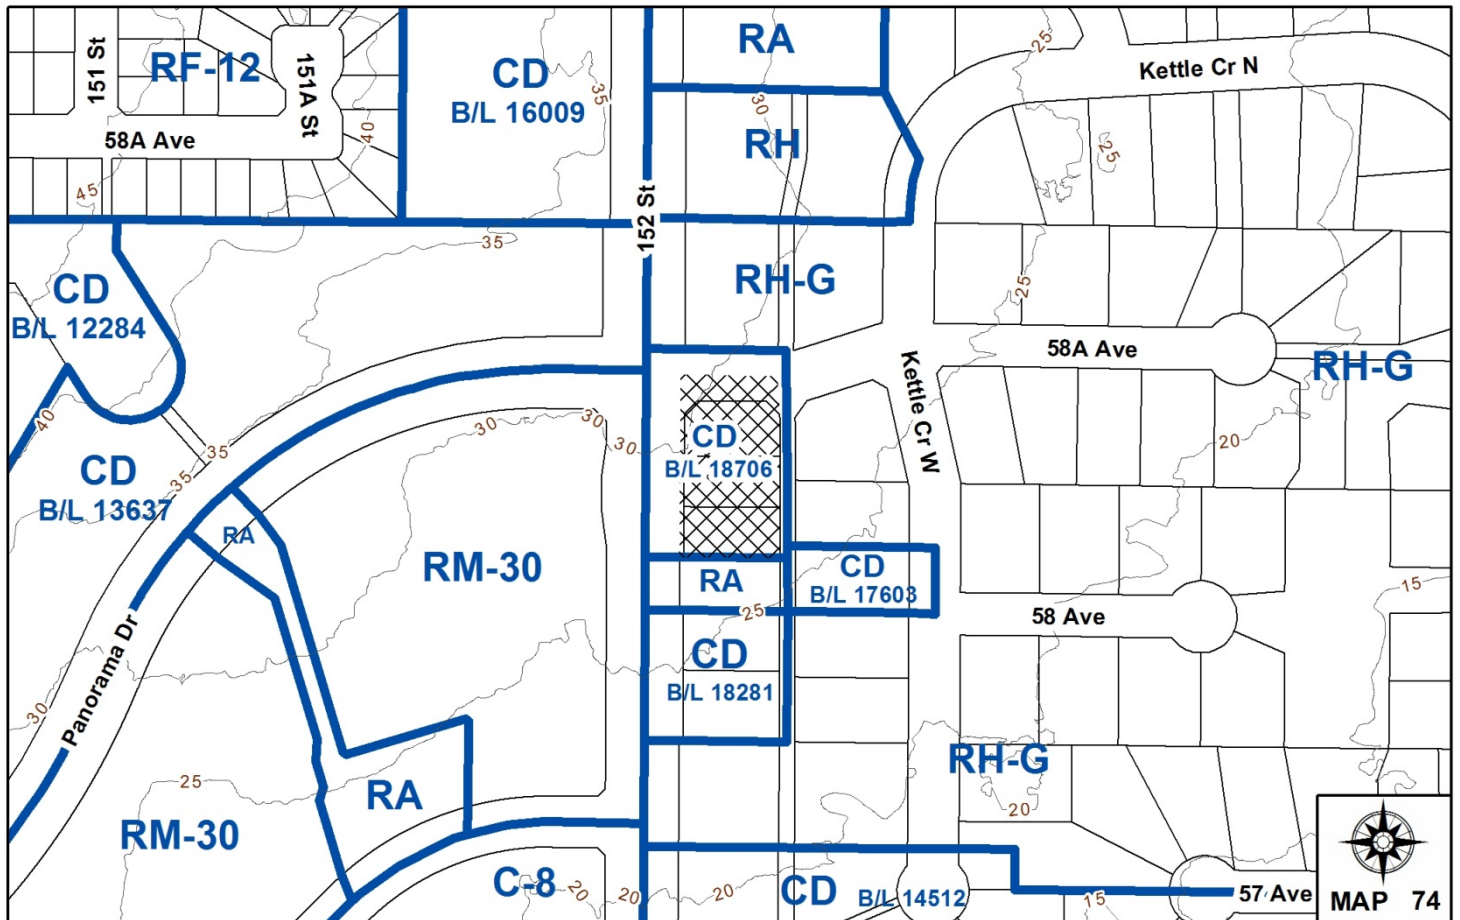 RA
Kettle Cr N
25
151 St
RF-12
151A St
CD
B/L 16009
35
30
40
58A Ave
RH
25
45
152 St
35
RH-G
25
CD
B/L 12284
58A Ave
RH-G
Kettle Cr W
40
30
30
30
CD
B/L 18706
20
35
35
CD
B/L 13637
RA
RM-30
RA
CD
B/L 17603
15
25
58 Ave
CD
B/L 18281
Panorama Dr
30
RH-G
25
RA
20
RM-30
C-8
20
20
20
CD
B/L 14512
15
57 Ave
MAP 74